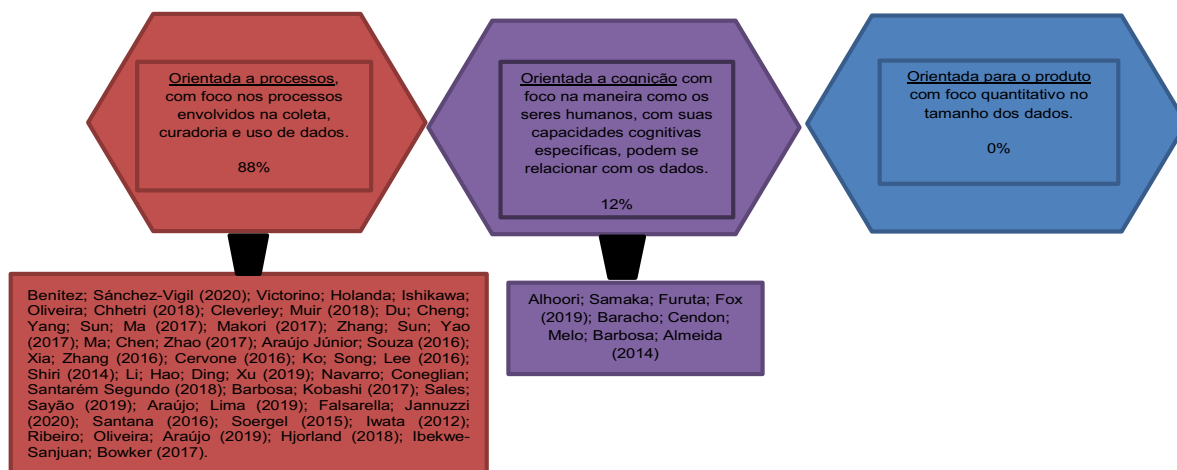 Orientada a processos,
com foco nos processos
envolvidos na coleta,
curadoria e uso de dados.
88%
Orientada a cognição com
foco na maneira como os
seres humanos, com suas
capacidades cognitivas
específicas, podem se
relacionar com os dados.
12%
Orientada para o produto
com foco quantitativo no
tamanho dos dados.
0%
Benítez; Sánchez-Vigil (2020); Victorino; Holanda; Ishikawa;
Oliveira; Chhetri (2018); Cleverley; Muir (2018); Du; Cheng;
Yang; Sun; Ma (2017); Makori (2017); Zhang; Sun; Yao
(2017); Ma; Chen; Zhao (2017); Araújo Júnior; Souza (2016);
Xia; Zhang (2016); Cervone (2016); Ko; Song; Lee (2016);
Shiri (2014); Li; Hao; Ding; Xu (2019); Navarro; Coneglian;
Santarém Segundo (2018); Barbosa; Kobashi (2017); Sales;
Sayão (2019); Araújo; Lima (2019); Falsarella; Jannuzzi
(2020); Santana (2016); Soergel (2015); Iwata (2012);
Ribeiro; Oliveira; Araújo (2019); Hjorland (2018); Ibekwe-
Sanjuan; Bowker (2017).
Alhoori; Samaka; Furuta; Fox
(2019); Baracho; Cendon;
Melo; Barbosa; Almeida
(2014)